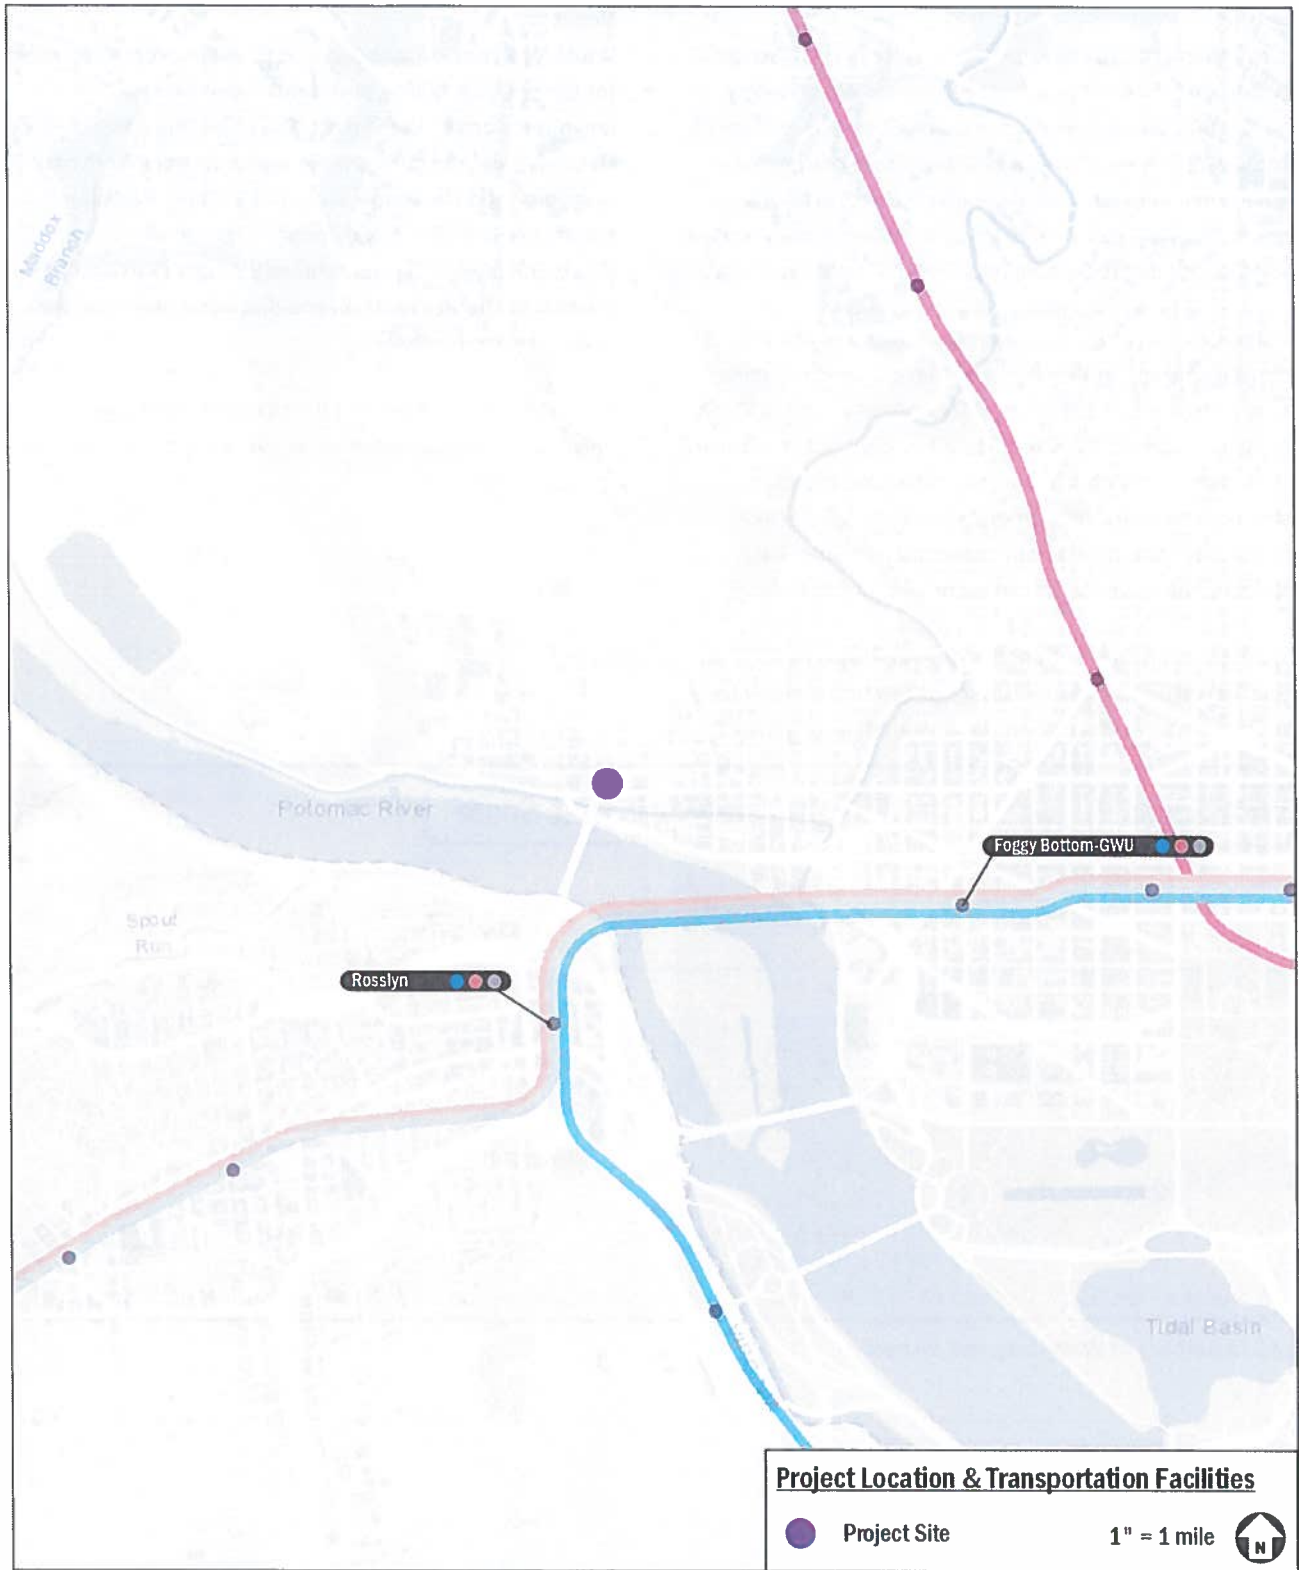 Maddox
Branch
Potomac River
Foggy Bottom-GWU
Spout
Run
Rosslyn
Tidal Basin
Project Location & Transportation Facilities
Project Site
1" = 1 mile
N